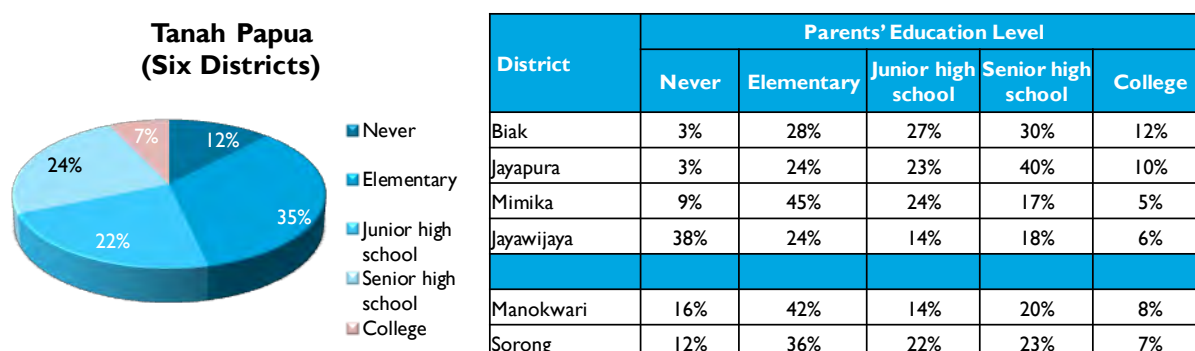 Tanah Papua
(Six Districts)
7%
12%
24%
35%
22%
Never
Elementary
Junior high
school
Senior high
school
College
District
Parents' Education Level
Never Elementary Junior high school Senior high school College
Biak 3% 28% 27% 30% 12%
Jayapura 3% 24% 23% 40% 10%
Mimika 9% 45% 24% 17% 5%
Jayawijaya 38% 24% 14% 18% 6%
Manokwari 16% 42% 14% 20% 8%
Sorong 12% 36% 22% 23% 7%